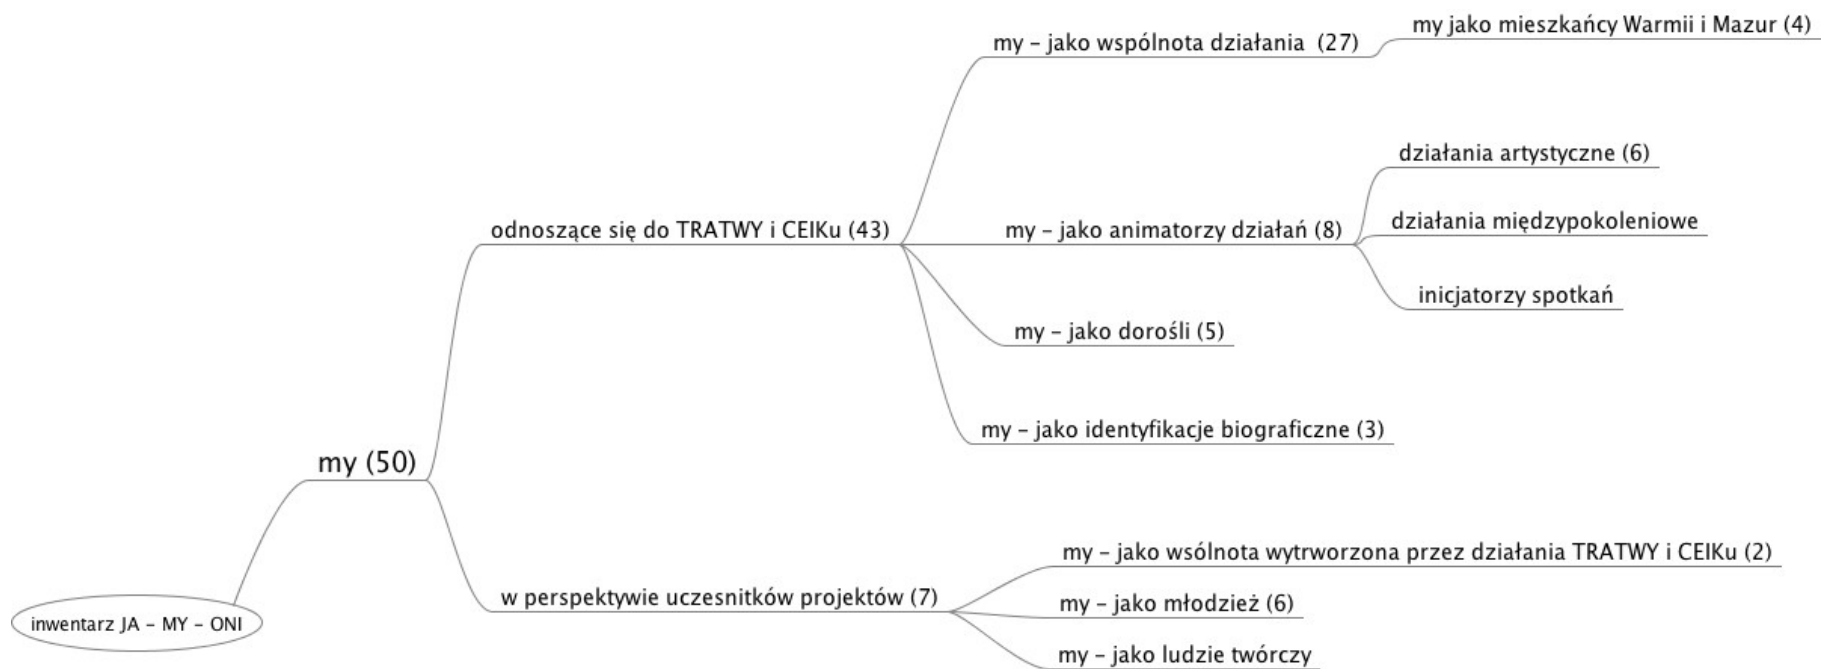 my jako mieszkańcy Warmii i Mazur (4)
my – jako wspólnota działania (27)
działania artystyczne (6)
działania międzypokoleniowe
odnoszące się do TRATWY i CEIKu (43)
my – jako animatorzy działań (8)
inicjatorzy spotkań
my – jako dorośli (5)
my – jako identyfikacje biograficzne (3)
my (50)
my – jako wsólnota wytrworzona przez działania TRATWY i CEIKu (2)
w perspektywie uczesnitków projektów (7)
my – jako młodzież (6)
inwentarz JA – MY – ONI
my – jako ludzie twórczy